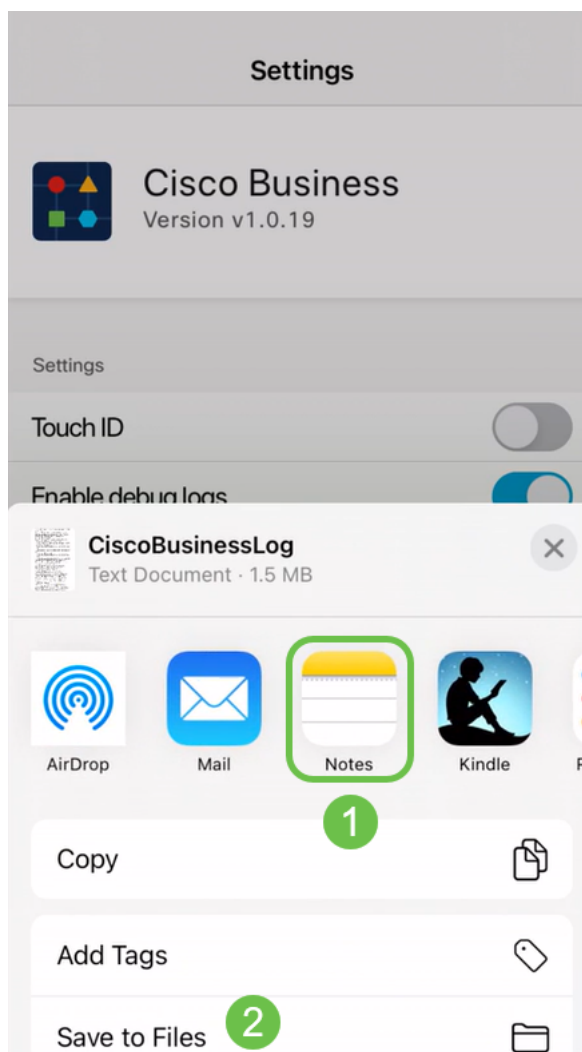 Settings
Cisco Business
Version v1.0.19
Settings
Touch ID
Enable debug logs
CiscoBusinessLog
Text Document · 1.5 MB
AirDrop
Mail
Notes
Kindle
1
Copy
Add Tags
Save to Files
2